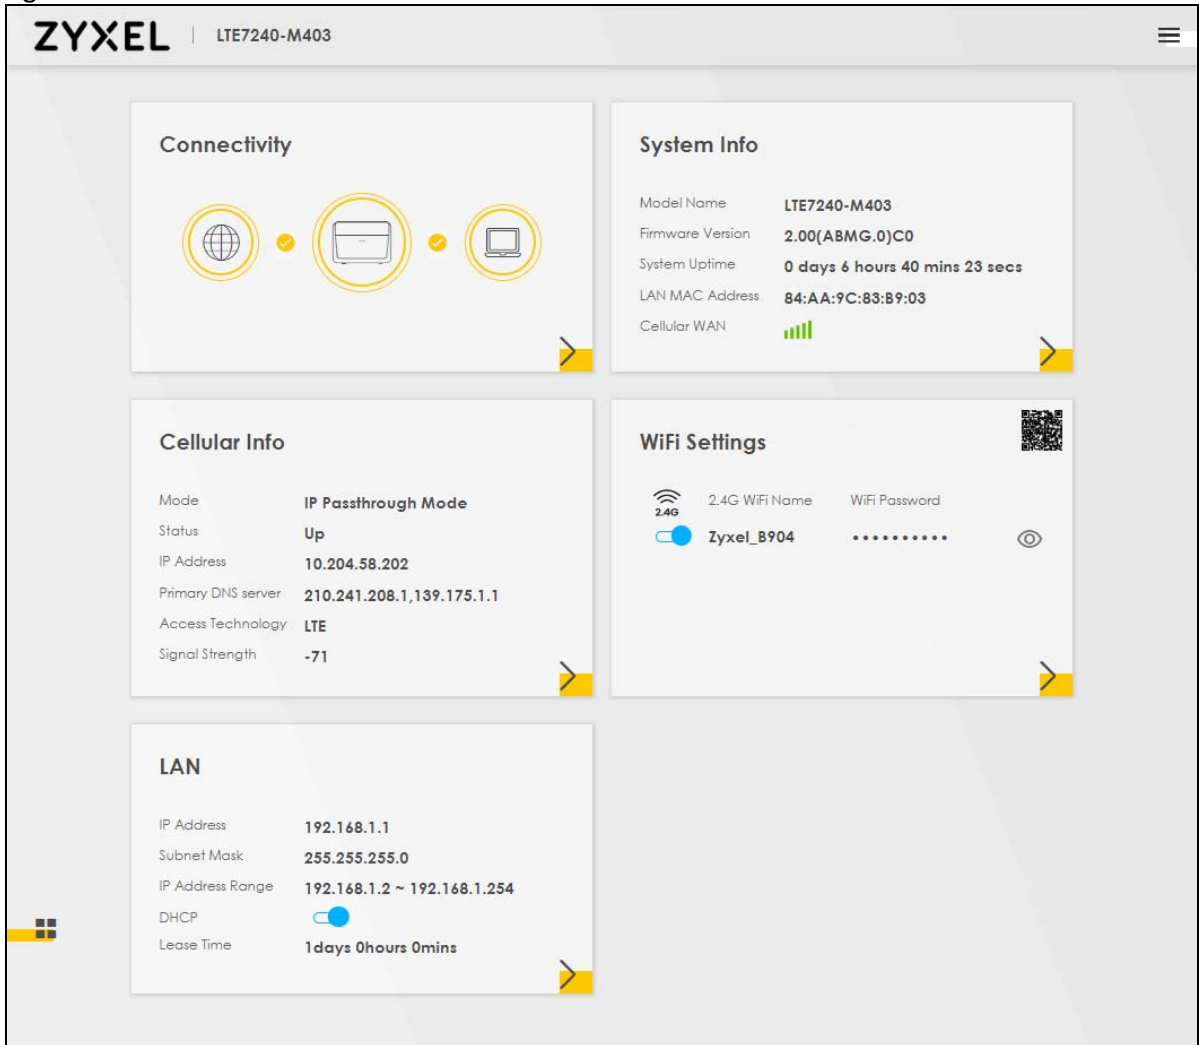 ZYXEL LTE7240-M403
Connectivity
System Info
Model Name LTE7240-M403
Firmware Version 2.00(ABMG.0)C0
System Uptime 0 days 6 hours 40 mins 23 secs
LAN MAC Address 84:AA:9C:83:B9:03
Cellular WAN
Cellular Info
Mode IP Passthrough Mode
Status Up
IP Address 10.204.58.202
Primary DNS server 210.241.208.1,139.175.1.1
Access Technology LTE
Signal Strength -71
WiFi Settings
2.4G 2.4G WiFi Name WiFi Password
Zyxel_B904 ••••••••••
LAN
IP Address 192.168.1.1
Subnet Mask 255.255.255.0
IP Address Range 192.168.1.2 ~ 192.168.1.254
DHCP
Lease Time 1days 0hours 0mins